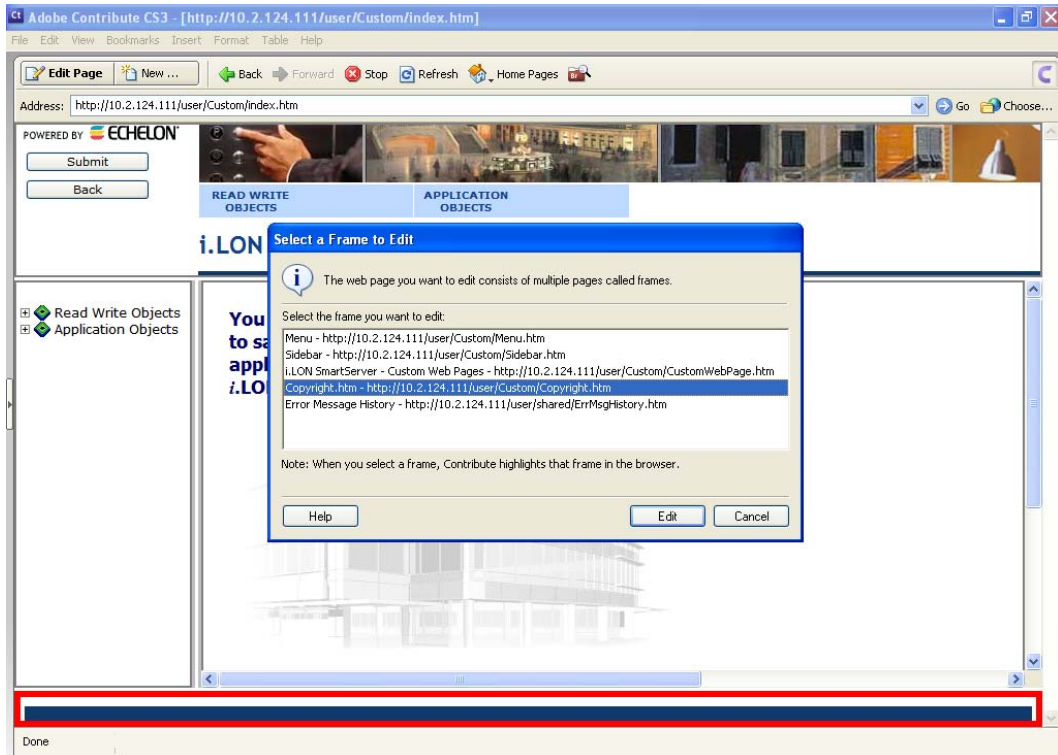 Adobe Contribute CS3 - [http://10.2.124.111/user/Custom/index.htm]
File Edit View Bookmarks Insert Format Table Help
Edit Page New ... Back Forward Stop Refresh Home Pages
Address: http://10.2.124.111/user/Custom/index.htm Go Choose...
POWERED BY ECHELON
Submit
Back
READ WRITE
OBJECTS
APPLICATION
OBJECTS
i.LON
Read Write Objects
Application Objects
You
to sa
appl
i.LO
Select a Frame to Edit
The web page you want to edit consists of multiple pages called frames.
Select the frame you want to edit:
Menu - http://10.2.124.111/user/Custom/Menu.htm
Sidebar - http://10.2.124.111/user/Custom/Sidebar.htm
i.LON SmartServer - Custom Web Pages - http://10.2.124.111/user/Custom/CustomWebPage.htm
Copyright.htm - http://10.2.124.111/user/Custom/Copyright.htm
Error Message History - http://10.2.124.111/user/shared/ErrMsgHistory.htm
Note: When you select a frame, Contribute highlights that frame in the browser.
Help Edit Cancel
Done